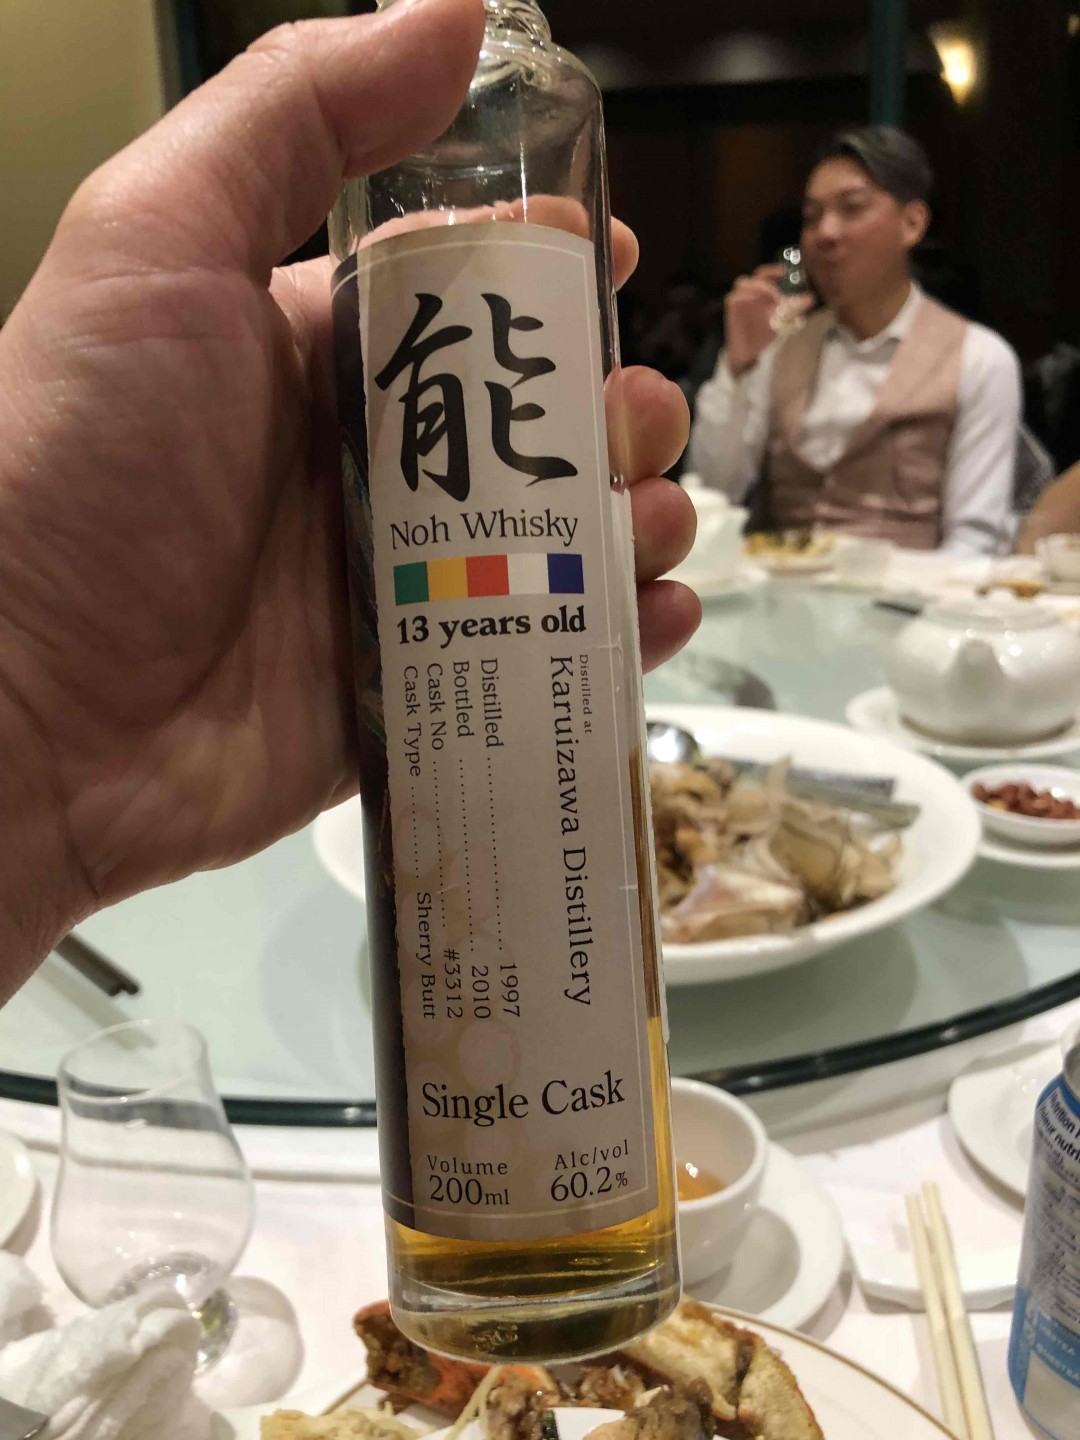 能
Noh Whisky
13 years old
Distilled at
Karuizawa Distillery
Distilled ........................ 1997
Bottled ........................ 2010
Cask No ..................... #3312
Cask Type ............ Sherry Butt
Single Cask
Volume Alc/vol
200ml 60.2%